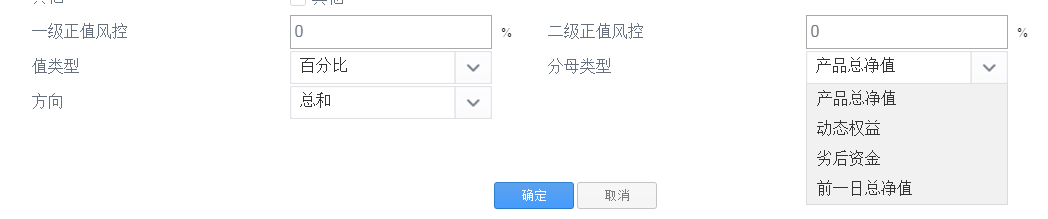 一级正值风控 0 % 二级正值风控 0 %
值类型 百分比 分母类型 产品总净值
方向 总和
产品总净值
动态权益
劣后资金
前一日总净值
确定 取消